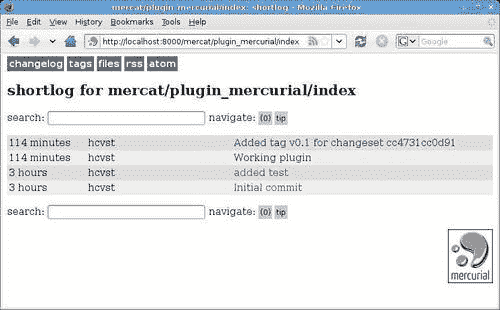 mercat/plugin_mercurial/index: shortlog - Mozilla Firefox
File Edit View History Bookmarks Tools Help
http://localhost:8000/mercat/plugin_mercurial/index
Google
changelog tags files rss atom
shortlog for mercat/plugin_mercurial/index
search: navigate: (0) tip
114 minutes hcvst Added tag v0.1 for changeset cc4731cc0d91
114 minutes hcvst Working plugin
3 hours hcvst added test
3 hours hcvst Initial commit
search: navigate: (0) tip
mercurial